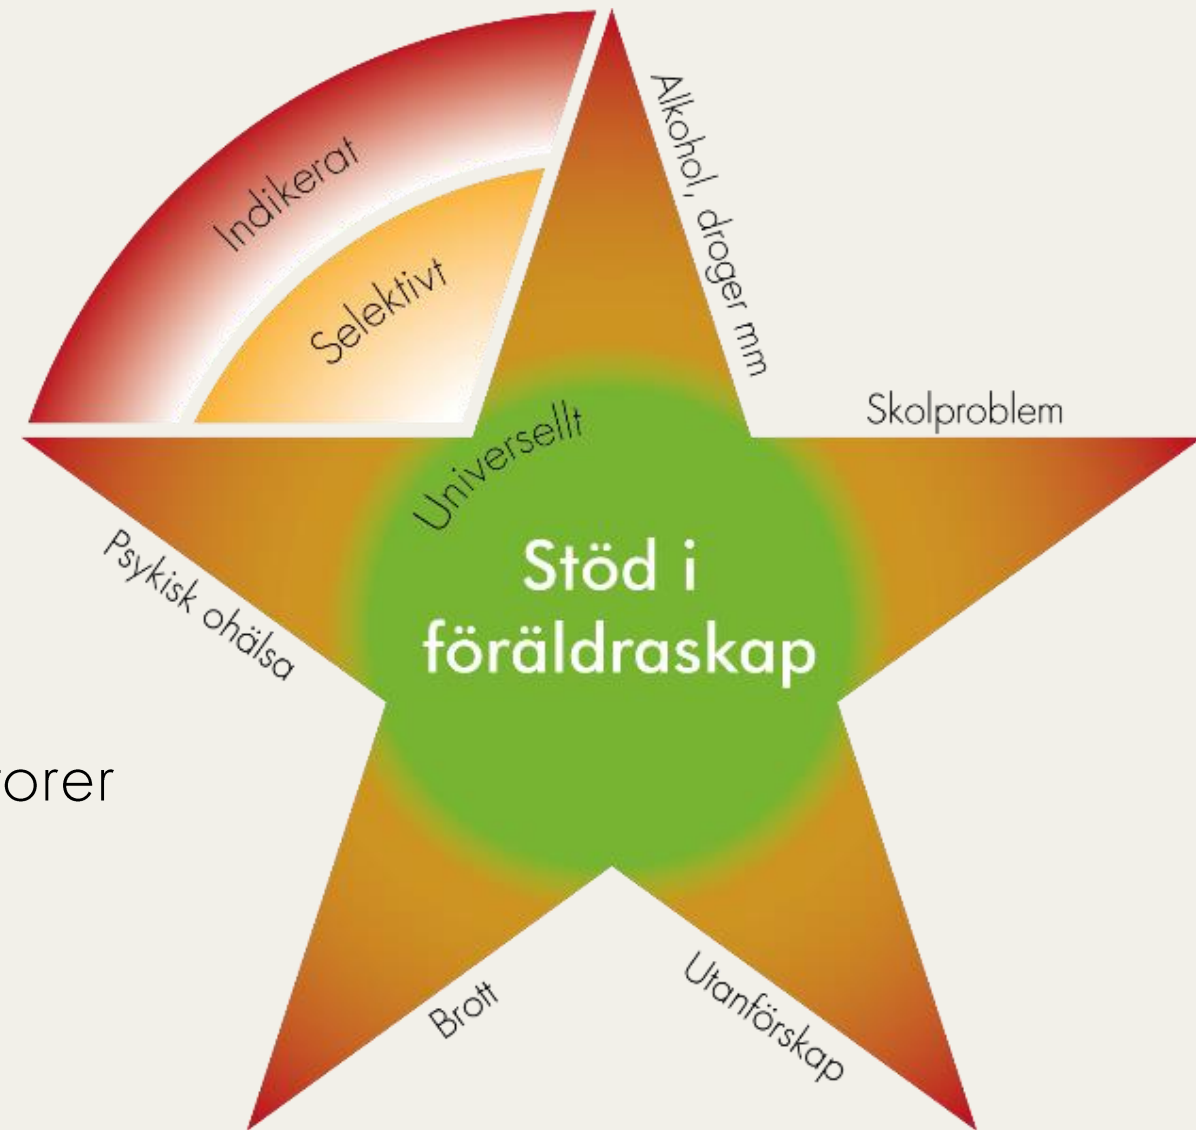 Alkohol, droger mm
Indikerat
Selektivt
Skolproblem
Universellt
Stöd i
föräldraskap
Psykisk ohälsa
Brott
Utanförskap